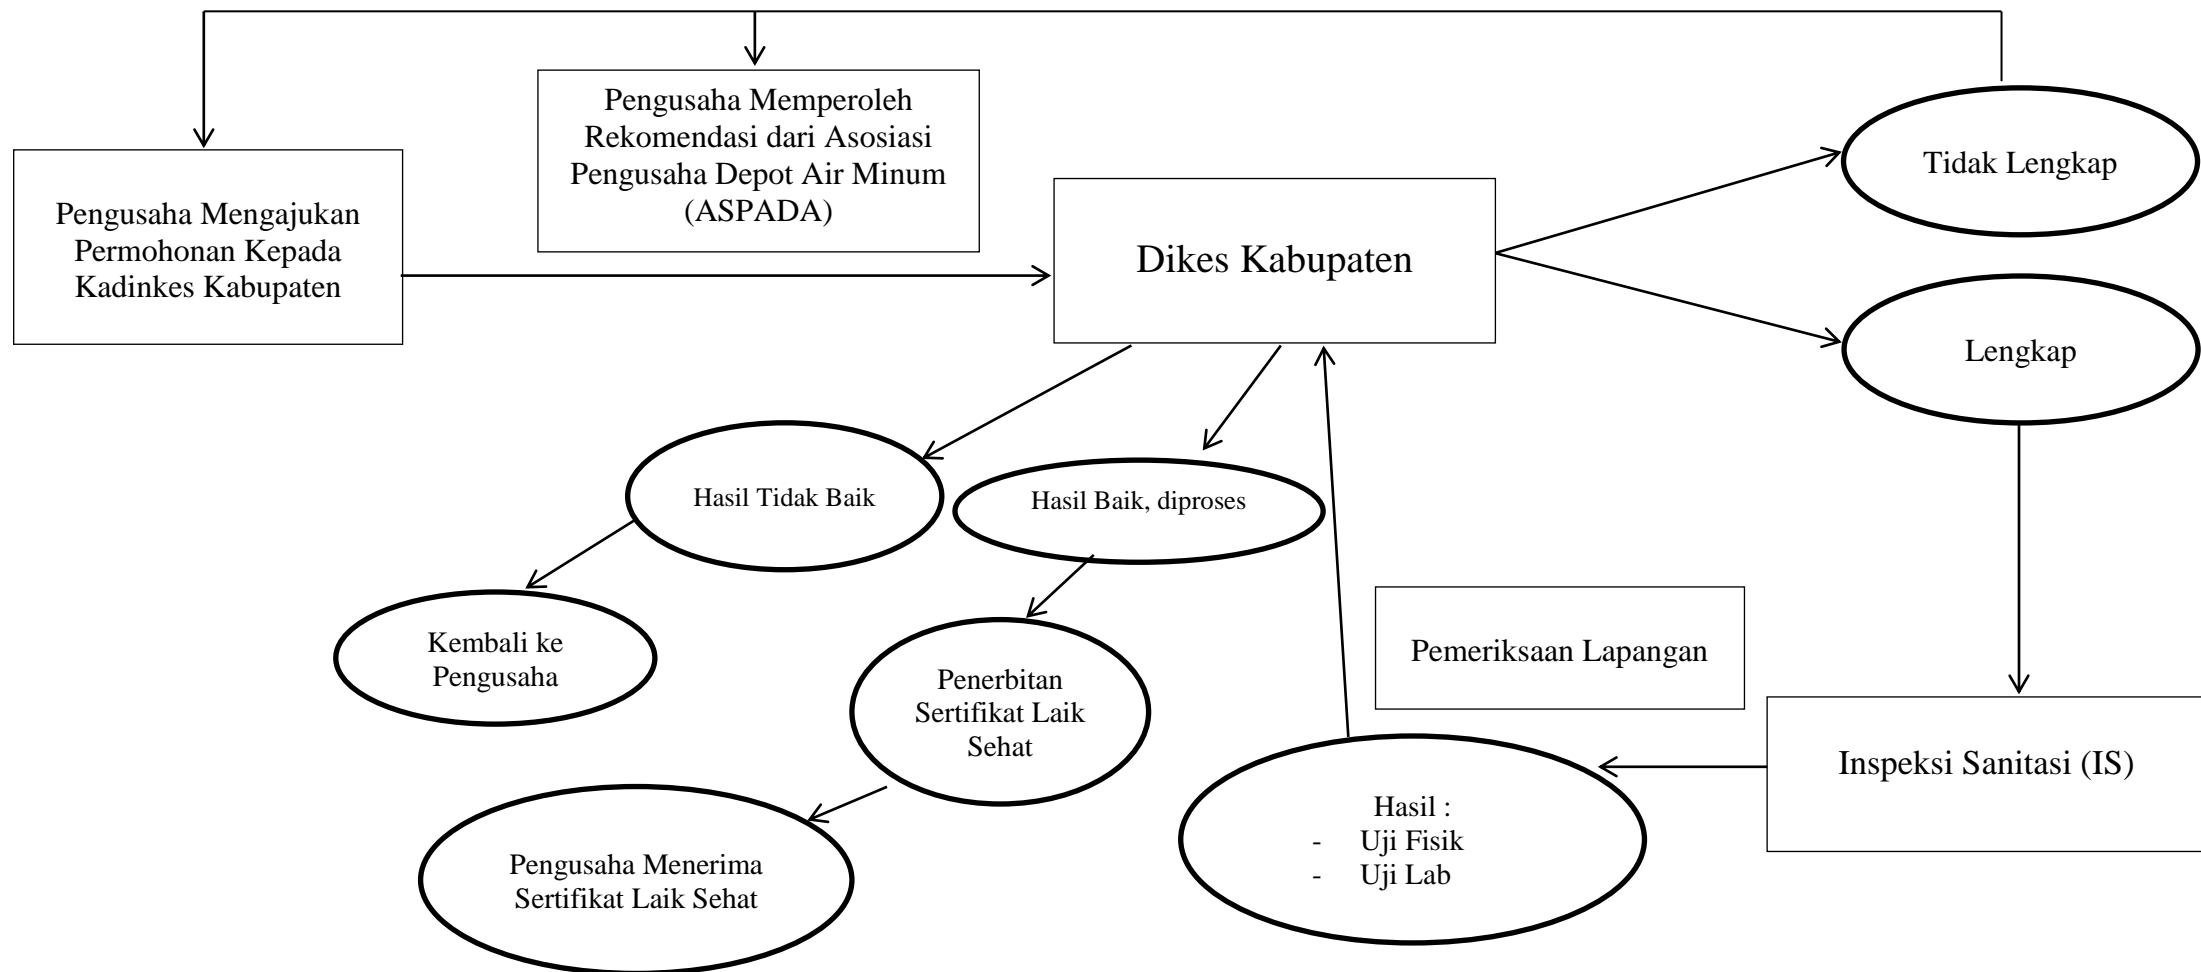 Pengusaha Memperoleh
Rekomendasi dari Asosiasi
Pengusaha Depot Air Minum
(ASPADA)
Pengusaha Mengajukan
Permohonan Kepada
Kadinkes Kabupaten
Dikes Kabupaten
Tidak Lengkap
Lengkap
Hasil Tidak Baik
Hasil Baik, diproses
Kembali ke
Pengusaha
Penerbitan
Sertifikat Laik
Sehat
Pemeriksaan Lapangan
Inspeksi Sanitasi (IS)
Hasil :
- Uji Fisik
- Uji Lab
Pengusaha Menerima
Sertifikat Laik Sehat